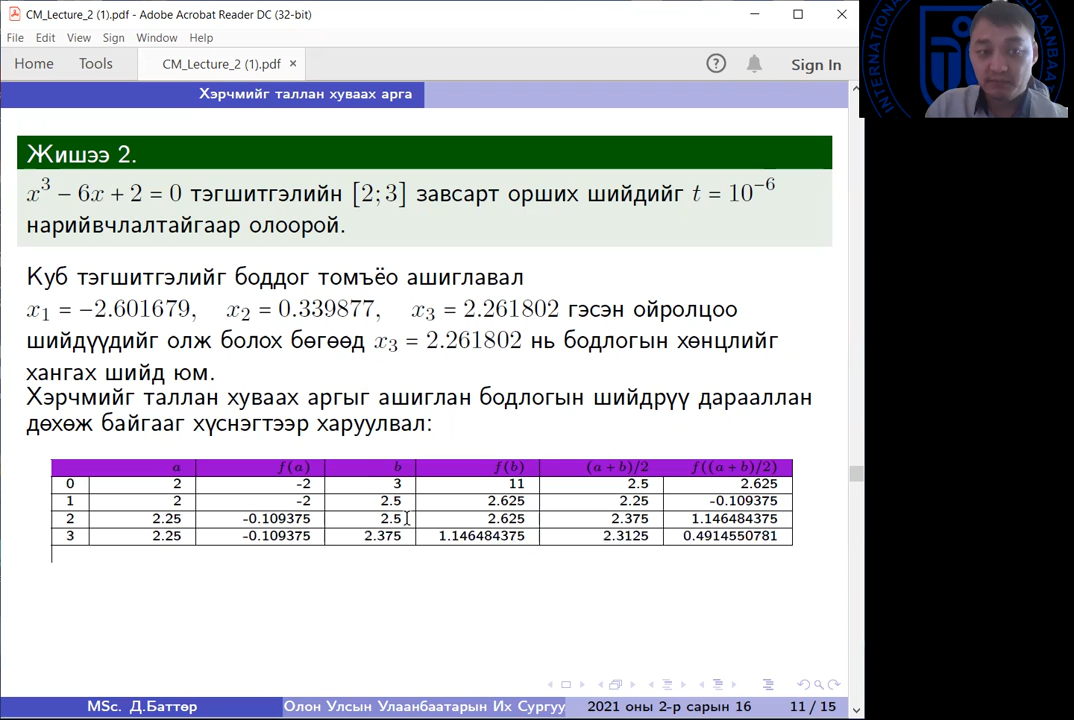 CM_Lecture_2 (1).pdf - Adobe Acrobat Reader DC (32-bit)
File Edit View Sign Window Help
Home Tools CM_Lecture_2 (1).pdf × Sign In
Хэрчмийг таллан хуваах арга
Жишээ 2.
x³ − 6x + 2 = 0 тэгшитгэлийн [2; 3] завсарт орших шийдийг t = 10⁻⁶
нарийвчлалтайгаар олоорой.
Куб тэгшитгэлийг боддог томъёо ашиглавал
x₁ = −2.601679, x₂ = 0.339877, x₃ = 2.261802 гэсэн ойролцоо
шийдүүдийг олж болох бөгөөд x₃ = 2.261802 нь бодлогын хөнцлийг
хангах шийд юм.
Хэрчмийг таллан хуваах аргыг ашиглан бодлогын шийдрүү дарааллан
дөхөж байгааг хүснэгтээр харуулвал:
a f(a) b f(b) (a + b)/2 f((a + b)/2)
0 2 -2 3 11 2.5 2.625
1 2 -2 2.5 2.625 2.25 -0.109375
2 2.25 -0.109375 2.5 2.625 2.375 1.146484375
3 2.25 -0.109375 2.375 1.146484375 2.3125 0.4914550781
MSc. Д.Баттөр Олон Улсын Улаанбаатарын Их Сургуу 2021 оны 2-р сарын 16 11 / 15